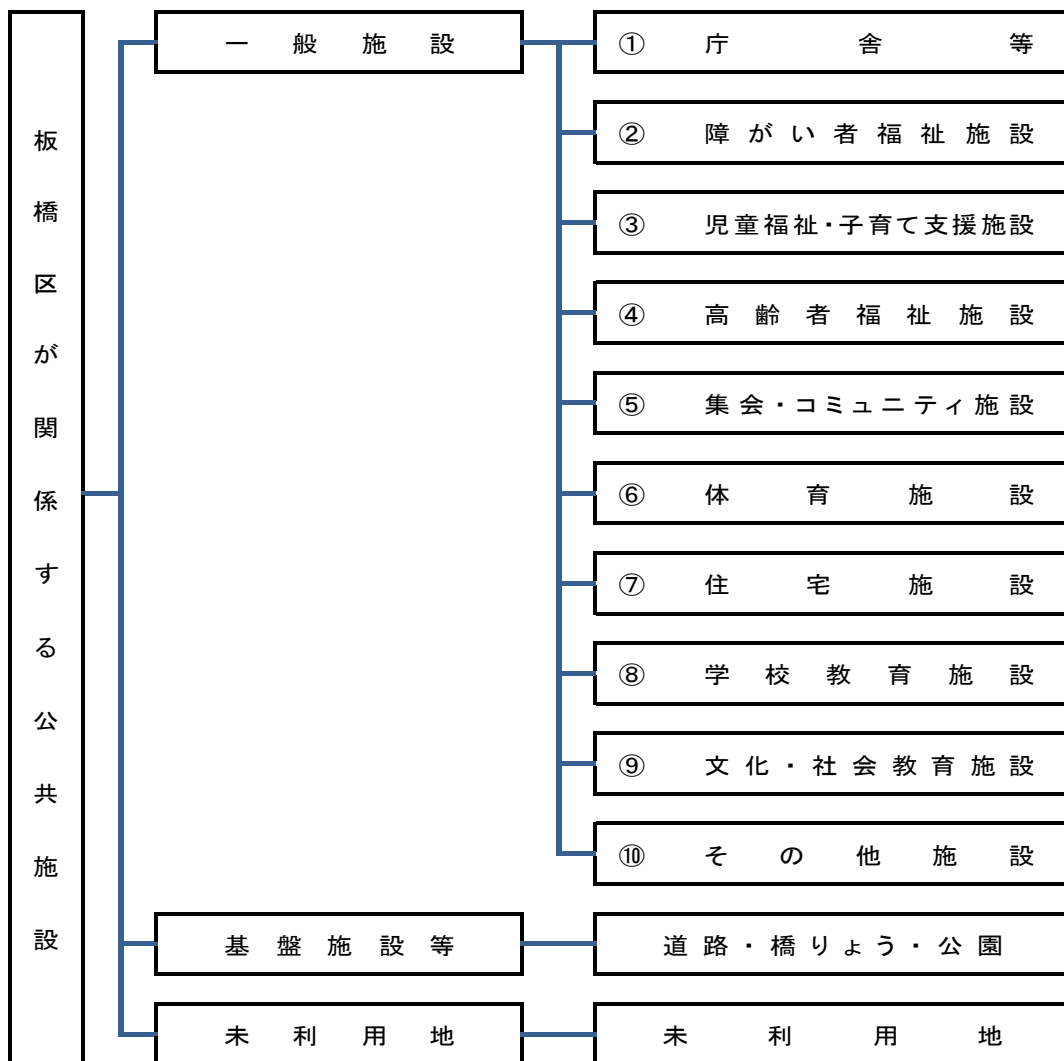 板橋区が関係する公共施設
一般施設
① 庁舎等
② 障がい者福祉施設
③ 児童福祉・子育て支援施設
④ 高齢者福祉施設
⑤ 集会・コミュニティ施設
⑥ 体育施設
⑦ 住宅施設
⑧ 学校教育施設
⑨ 文化・社会教育施設
⑩ その他施設
基盤施設等
道路・橋りょう・公園
未利用地
未利用地